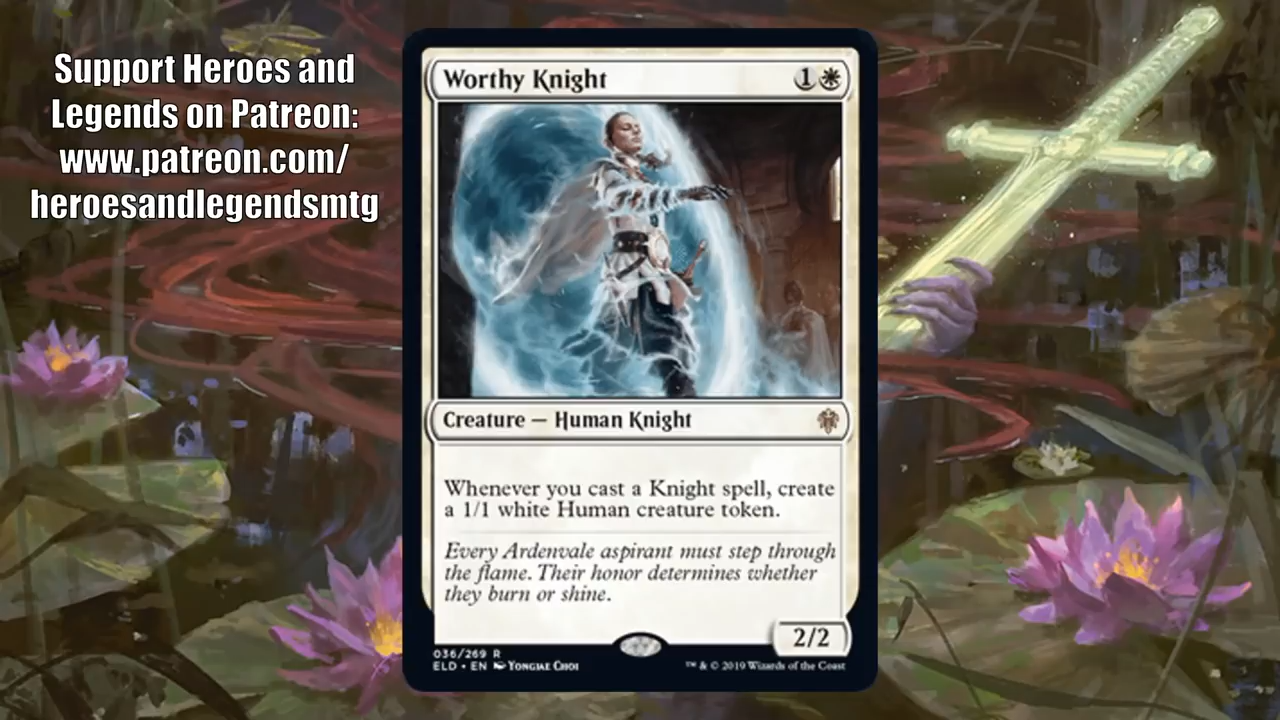 Support Heroes and
Legends on Patreon:
www.patreon.com/
heroesandlegendsmtg
Worthy Knight 1
Creature — Human Knight
Whenever you cast a Knight spell, create
a 1/1 white Human creature token.
Every Ardenvale aspirant must step through
the flame. Their honor determines whether
they burn or shine.
2/2
036/269 R
ELD • EN Yongjae Choi
™ & © 2019 Wizards of the Coast